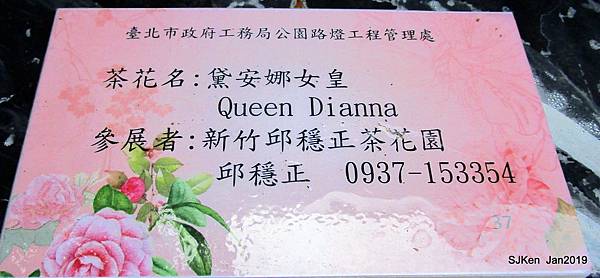 臺北市政府工務局公園路燈工程管理處
茶花名:黛安娜女皇
Queen Dianna
參展者:新竹邱穩正茶花園
邱穩正 0937-153354
37
SJKen Jan2019